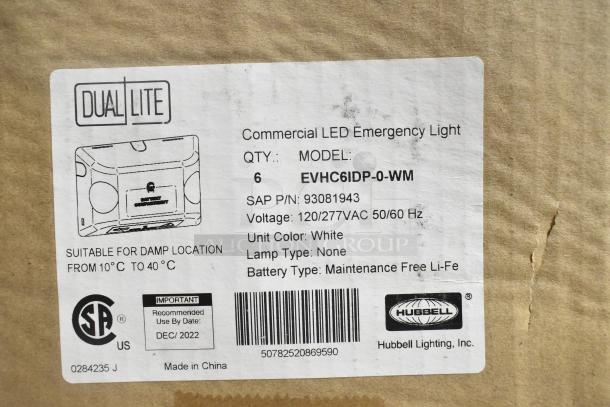 DUAL LITE
Commercial LED Emergency Light
QTY.: MODEL:
6 EVHC6IDP-0-WM
SAP P/N: 93081943
Voltage: 120/277VAC 50/60 Hz
Unit Color: White
Lamp Type: None
Battery Type: Maintenance Free Li-Fe
SUITABLE FOR DAMP LOCATION
FROM 10°C TO 40°C
CSA ®
US
IMPORTANT
Recommended
Use By Date:
DEC/ 2022
50782520869590
HUBBELL ®
Hubbell Lighting, Inc.
0284235 J
Made in China